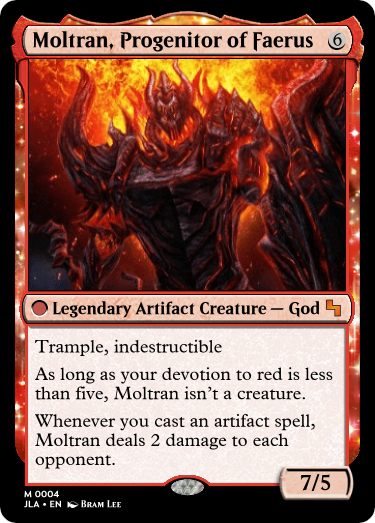 Moltran, Progenitor of Faerus 6
Legendary Artifact Creature — God
Trample, indestructible
As long as your devotion to red is less
than five, Moltran isn't a creature.
Whenever you cast an artifact spell,
Moltran deals 2 damage to each
opponent.
7/5
M 0004
JLA • EN Bram Lee